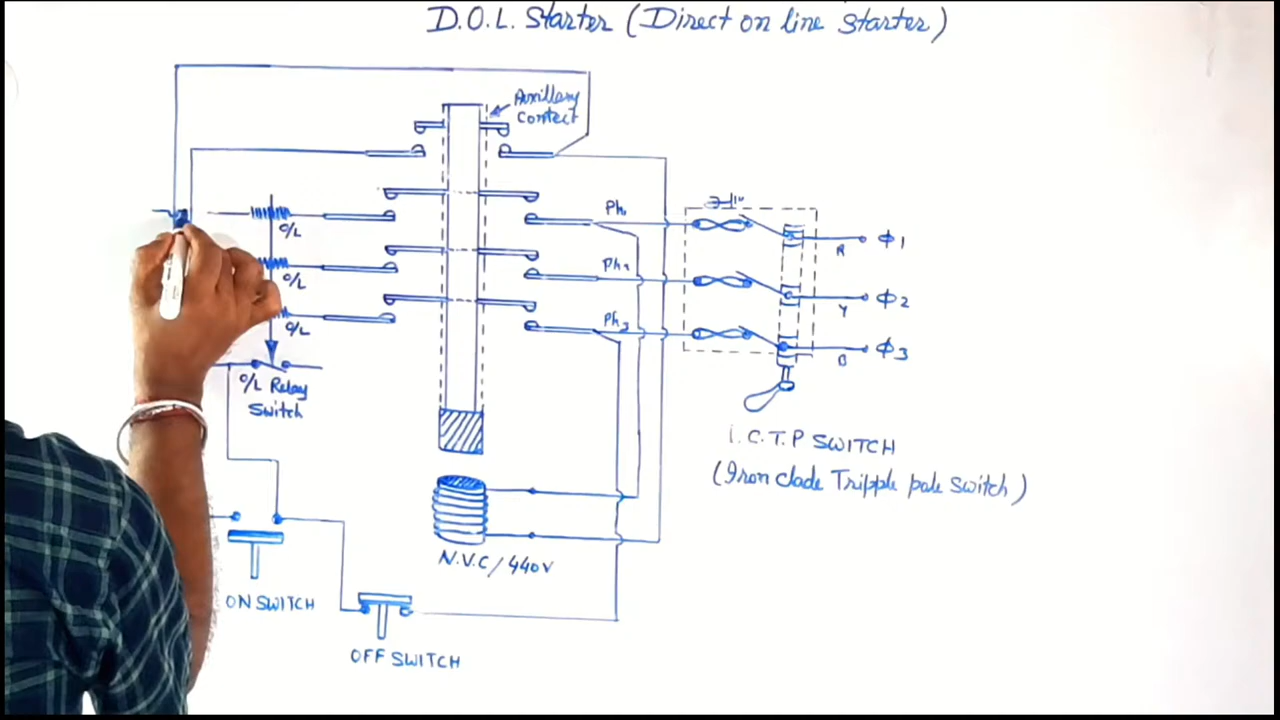 D.O.L. Starter (Direct on line starter)
Auxillary
Contect
Ph₁
O/L
R
Φ1
Ph₂
O/L
Y
Φ2
Ph₃
O/L
B
Φ3
O/L Relay
Switch
I.C.T.P SWITCH
(Iron clade Tripple pole switch)
N.V.C/440V
ON SWITCH
OFF SWITCH